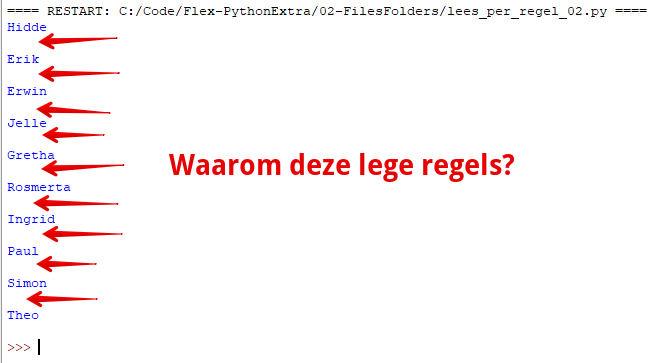 ==== RESTART: C:/Code/Flex-PythonExtra/02-FilesFolders/lees_per_regel_02.py ====
Hidde
Erik
Erwin
Jelle
Gretha
Waarom deze lege regels?
Rosmerta
Ingrid
Paul
Simon
Theo
>>>